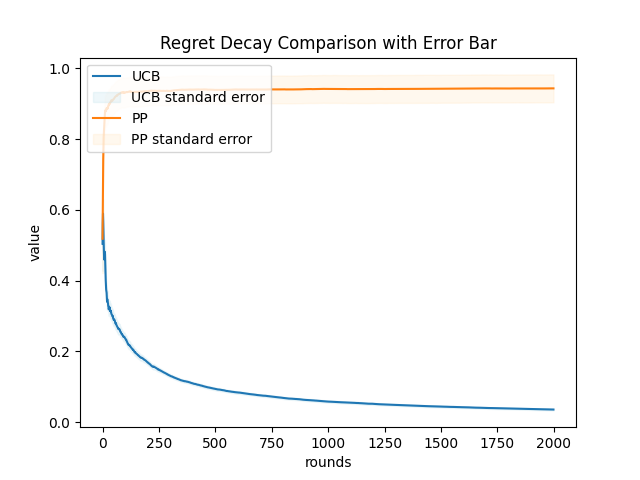 Regret Decay Comparison with Error Bar
1.0
0.8
0.6
0.4
0.2
0.0
value
UCB
UCB standard error
PP
PP standard error
0 250 500 750 1000 1250 1500 1750 2000
rounds